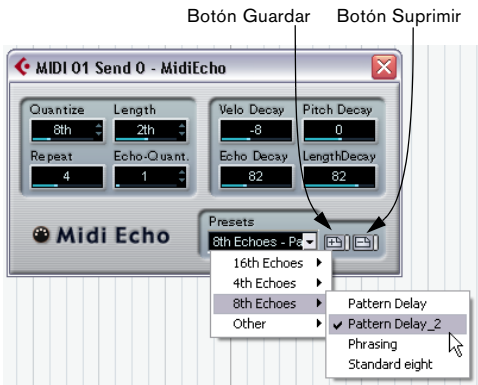 Botón Guardar Botón Suprimir
MIDI 01 Send 0 - MidiEcho
Quantize Length Velo Decay Pitch Decay
8th 2th -8 0
Repeat Echo-Quant. Echo Decay LengthDecay
4 1 82 82
Midi Echo
Presets
8th Echoes - Pa
16th Echoes
4th Echoes
8th Echoes
Other
Pattern Delay
Pattern Delay_2
Phrasing
Standard eight